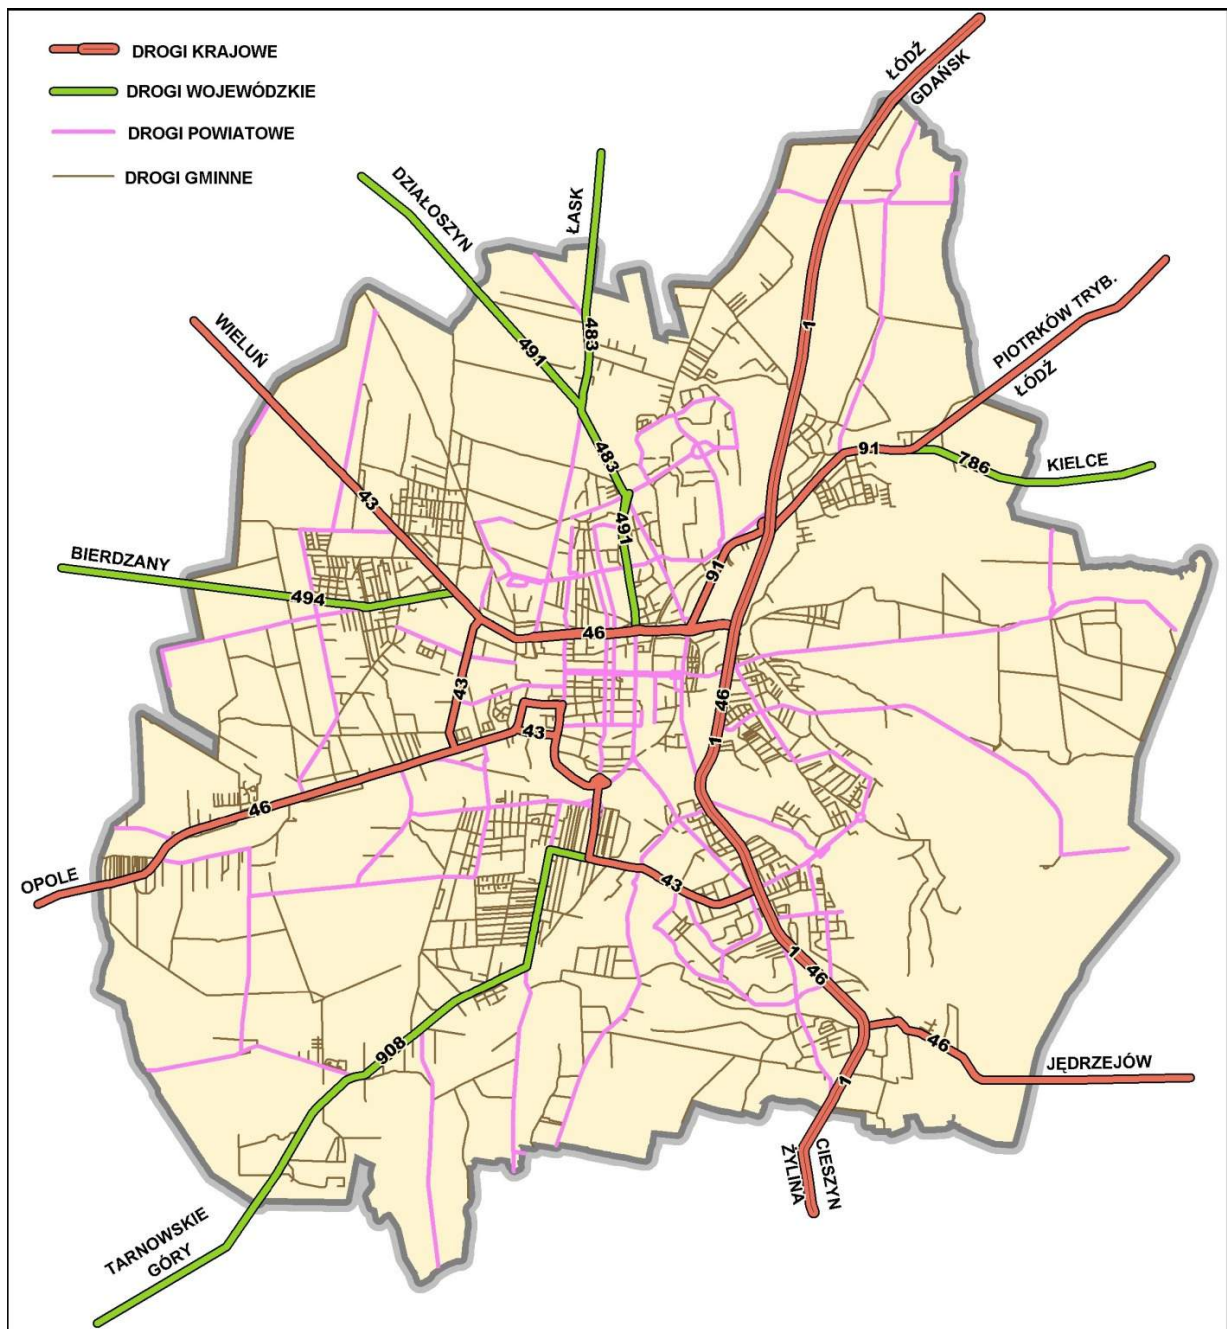 DROGI KRAJOWE
DROGI WOJEWÓDZKIE
DROGI POWIATOWE
DROGI GMINNE
ŁÓDŹ
GDAŃSK
DZIAŁOSZYN
ŁASK
WIELUŃ
PIOTRKÓW TRYB.
ŁÓDŹ
1
483
491
483
91
786
KIELCE
43
491
BIERDZANY
494
91
46
43
46
1
43
46
OPOLE
43
1
46
46
908
JĘDRZEJÓW
1
CIESZYN
ŻYLINA
TARNOWSKIE
GÓRY